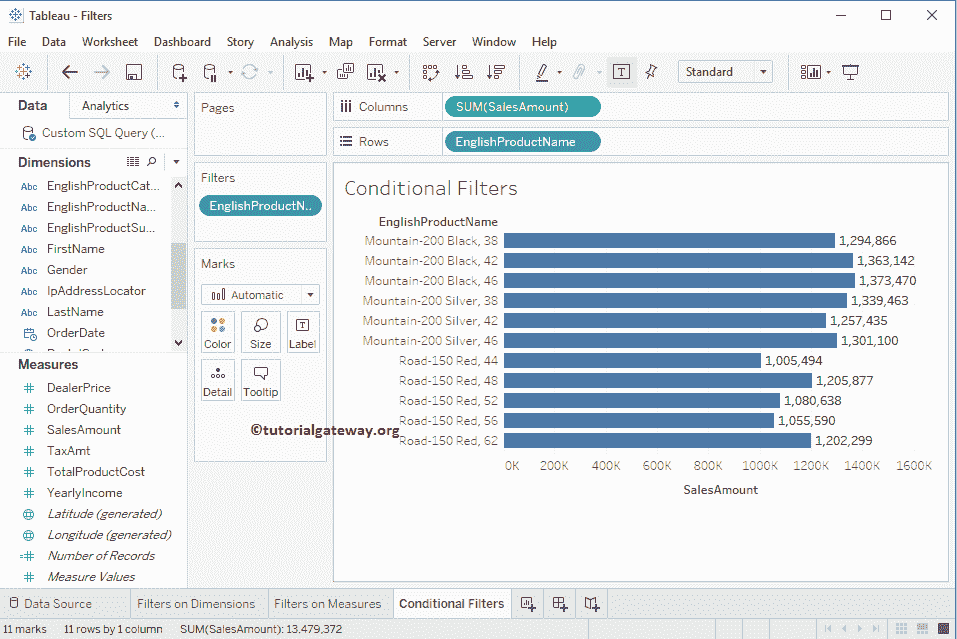 Tableau - Filters
File Data Worksheet Dashboard Story Analysis Map Format Server Window Help
Standard
Data Analytics
Custom SQL Query (...
Dimensions
Abc EnglishProductCat...
Abc EnglishProductNa...
Abc EnglishProductSu...
Abc FirstName
Abc Gender
Abc IpAddressLocator
Abc LastName
OrderDate
Measures
DealerPrice
OrderQuantity
SalesAmount
TaxAmt
TotalProductCost
YearlyIncome
Latitude (generated)
Longitude (generated)
Number of Records
Measure Values
Pages
Filters
EnglishProductN..
Marks
Automatic
Color Size Label
Detail Tooltip
Columns SUM(SalesAmount)
Rows EnglishProductName
Conditional Filters
EnglishProductName
Mountain-200 Black, 38 1,294,866
Mountain-200 Black, 42 1,363,142
Mountain-200 Black, 46 1,373,470
Mountain-200 Silver, 38 1,339,463
Mountain-200 Silver, 42 1,257,435
Mountain-200 Silver, 46 1,301,100
Road-150 Red, 44 1,005,494
Road-150 Red, 48 1,205,877
Road-150 Red, 52 1,080,638
Road-150 Red, 56 1,055,590
Road-150 Red, 62 1,202,299
©tutorialgateway.org
0K 200K 400K 600K 800K 1000K 1200K 1400K 1600K
SalesAmount
Data Source Filters on Dimensions Filters on Measures Conditional Filters
11 marks 11 rows by 1 column SUM(SalesAmount): 13,479,372